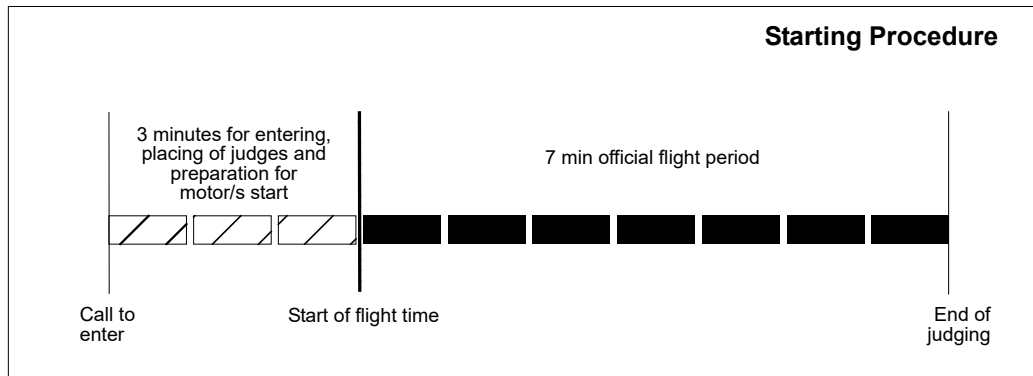 Starting Procedure
3 minutes for entering,
placing of judges and
preparation for
motor/s start
7 min official flight period
Call to
enter
Start of flight time
End of
judging